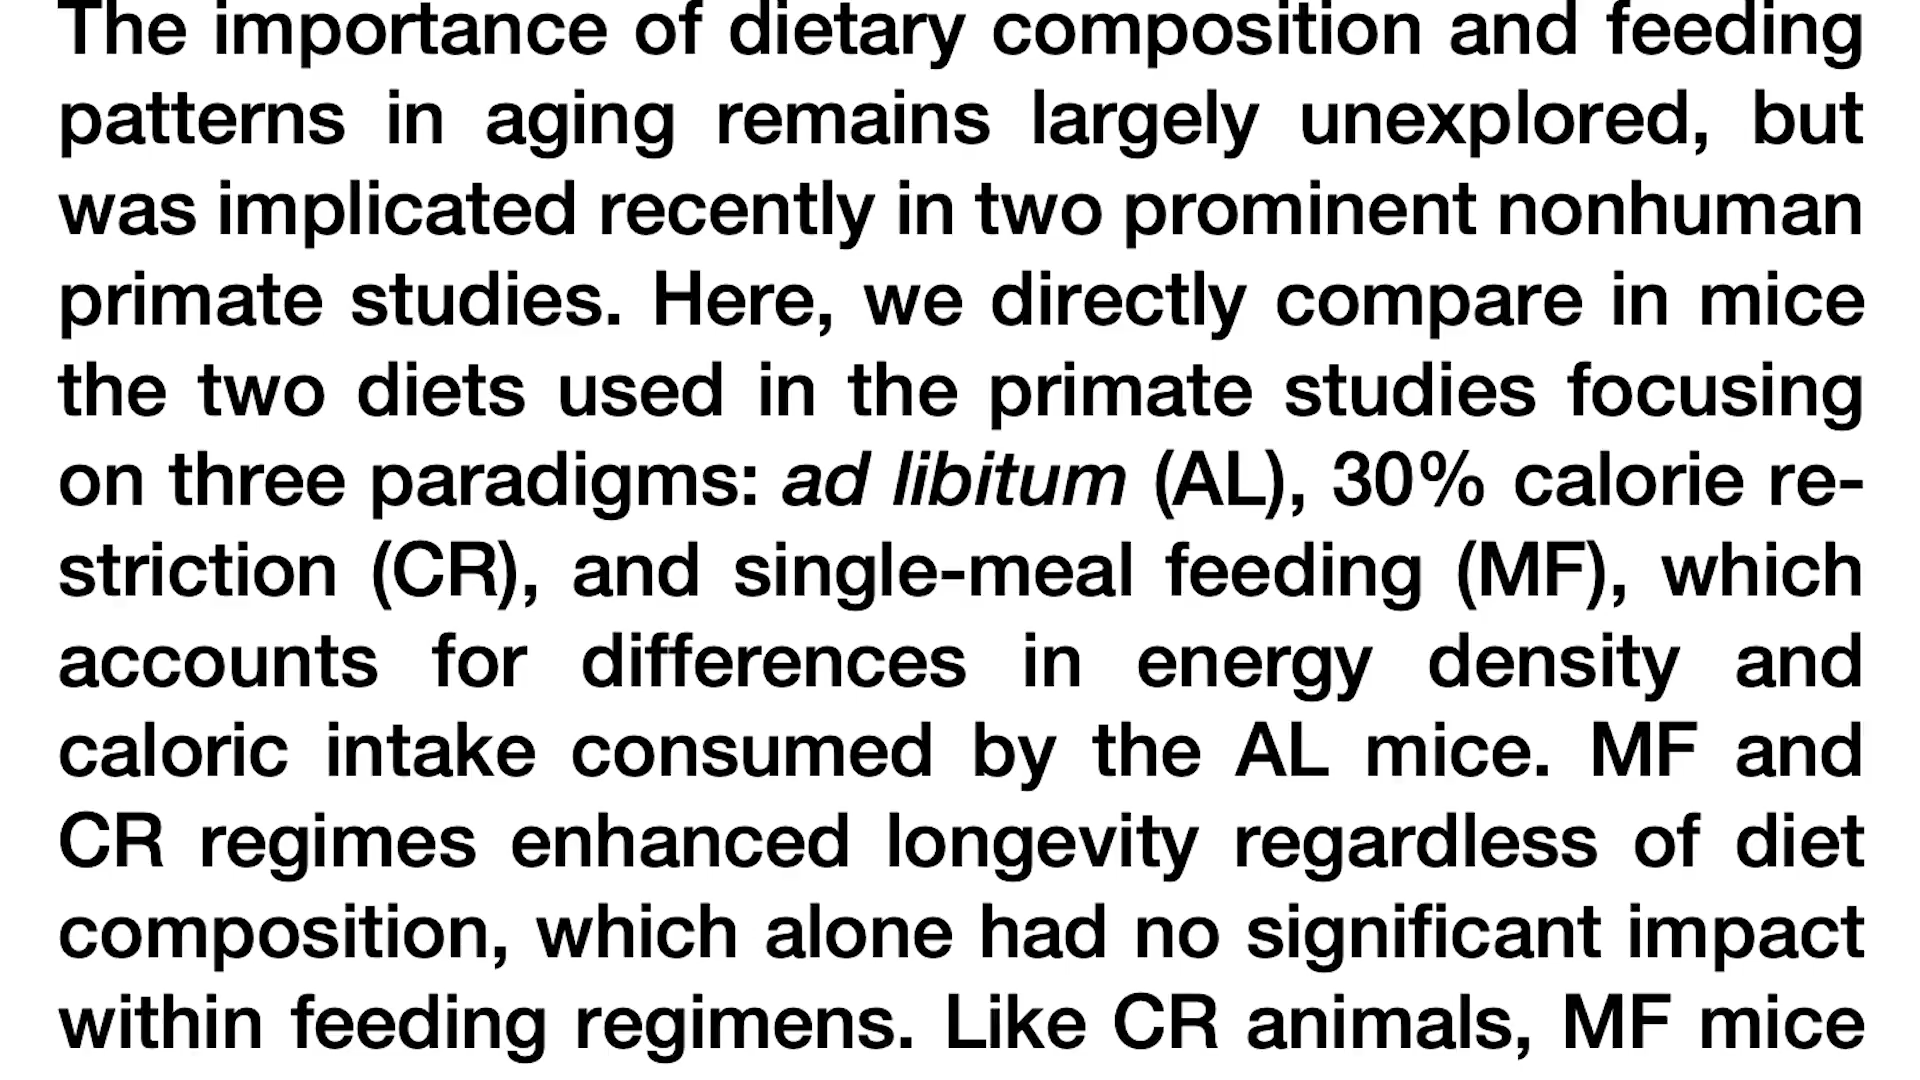 The importance of dietary composition and feeding
patterns in aging remains largely unexplored, but
was implicated recently in two prominent nonhuman
primate studies. Here, we directly compare in mice
the two diets used in the primate studies focusing
on three paradigms: ad libitum (AL), 30% calorie re-
striction (CR), and single-meal feeding (MF), which
accounts for differences in energy density and
caloric intake consumed by the AL mice. MF and
CR regimes enhanced longevity regardless of diet
composition, which alone had no significant impact
within feeding regimens. Like CR animals, MF mice